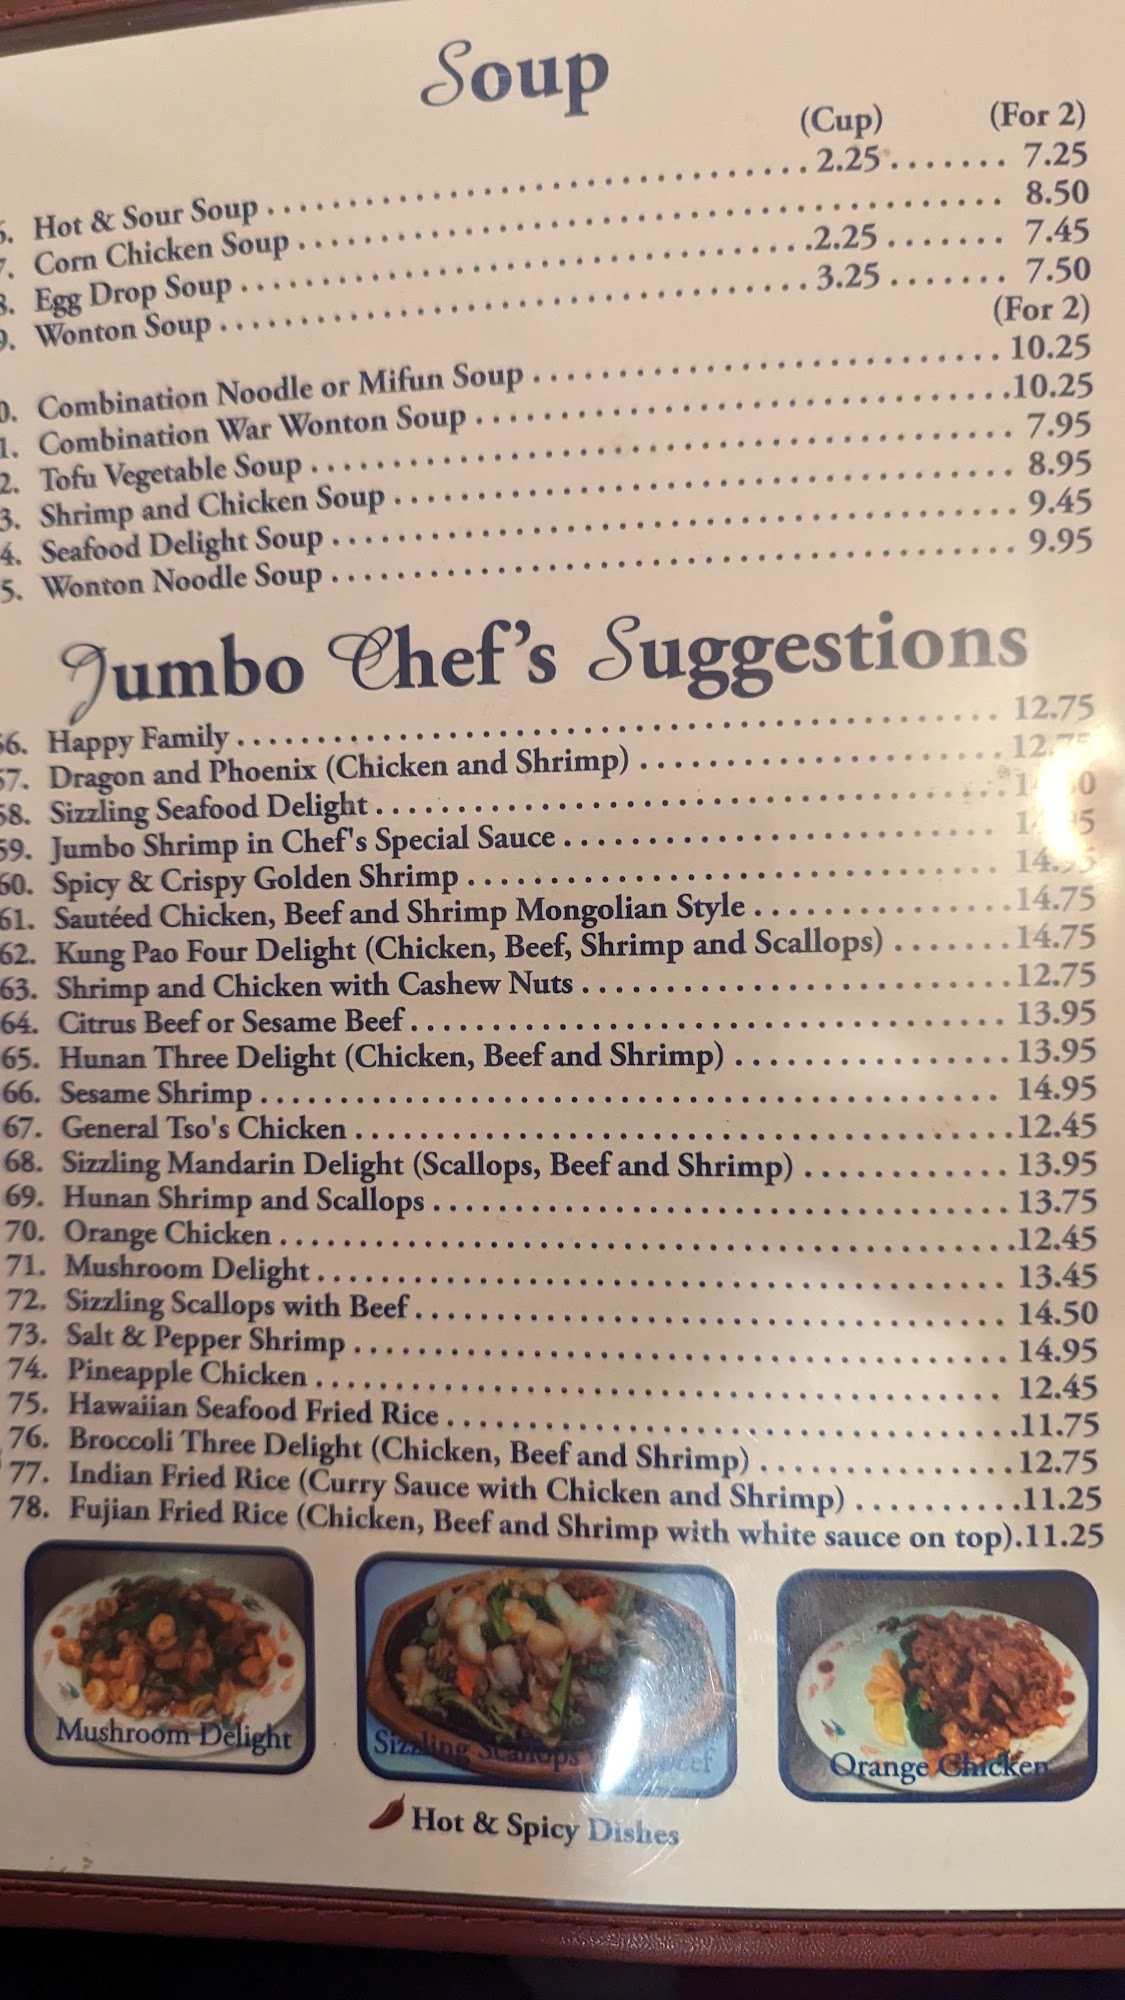 Soup
(Cup) (For 2)
Hot & Sour Soup 2.25 7.25
Corn Chicken Soup 8.50
Egg Drop Soup 2.25 7.45
Wonton Soup 3.25 7.50
(For 2)
Combination Noodle or Mifun Soup 10.25
Combination War Wonton Soup 10.25
Tofu Vegetable Soup 7.95
Shrimp and Chicken Soup 8.95
Seafood Delight Soup 9.45
Wonton Noodle Soup 9.95
Jumbo Chef's Suggestions
56. Happy Family 12.75
57. Dragon and Phoenix (Chicken and Shrimp)
58. Sizzling Seafood Delight
59. Jumbo Shrimp in Chef's Special Sauce
60. Spicy & Crispy Golden Shrimp 14.95
61. Sautéed Chicken, Beef and Shrimp Mongolian Style 14.75
62. Kung Pao Four Delight (Chicken, Beef, Shrimp and Scallops) 14.75
63. Shrimp and Chicken with Cashew Nuts 12.75
64. Citrus Beef or Sesame Beef 13.95
65. Hunan Three Delight (Chicken, Beef and Shrimp) 13.95
66. Sesame Shrimp 14.95
67. General Tso's Chicken 12.45
68. Sizzling Mandarin Delight (Scallops, Beef and Shrimp) 13.95
69. Hunan Shrimp and Scallops 13.75
70. Orange Chicken 12.45
71. Mushroom Delight 13.45
72. Sizzling Scallops with Beef 14.50
73. Salt & Pepper Shrimp 14.95
74. Pineapple Chicken 12.45
75. Hawaiian Seafood Fried Rice 11.75
76. Broccoli Three Delight (Chicken, Beef and Shrimp) 12.75
77. Indian Fried Rice (Curry Sauce with Chicken and Shrimp) 11.25
78. Fujian Fried Rice (Chicken, Beef and Shrimp with white sauce on top).11.25
Mushroom Delight
Sizzling Scallops Beef
Orange Chicken
Hot & Spicy Dishes